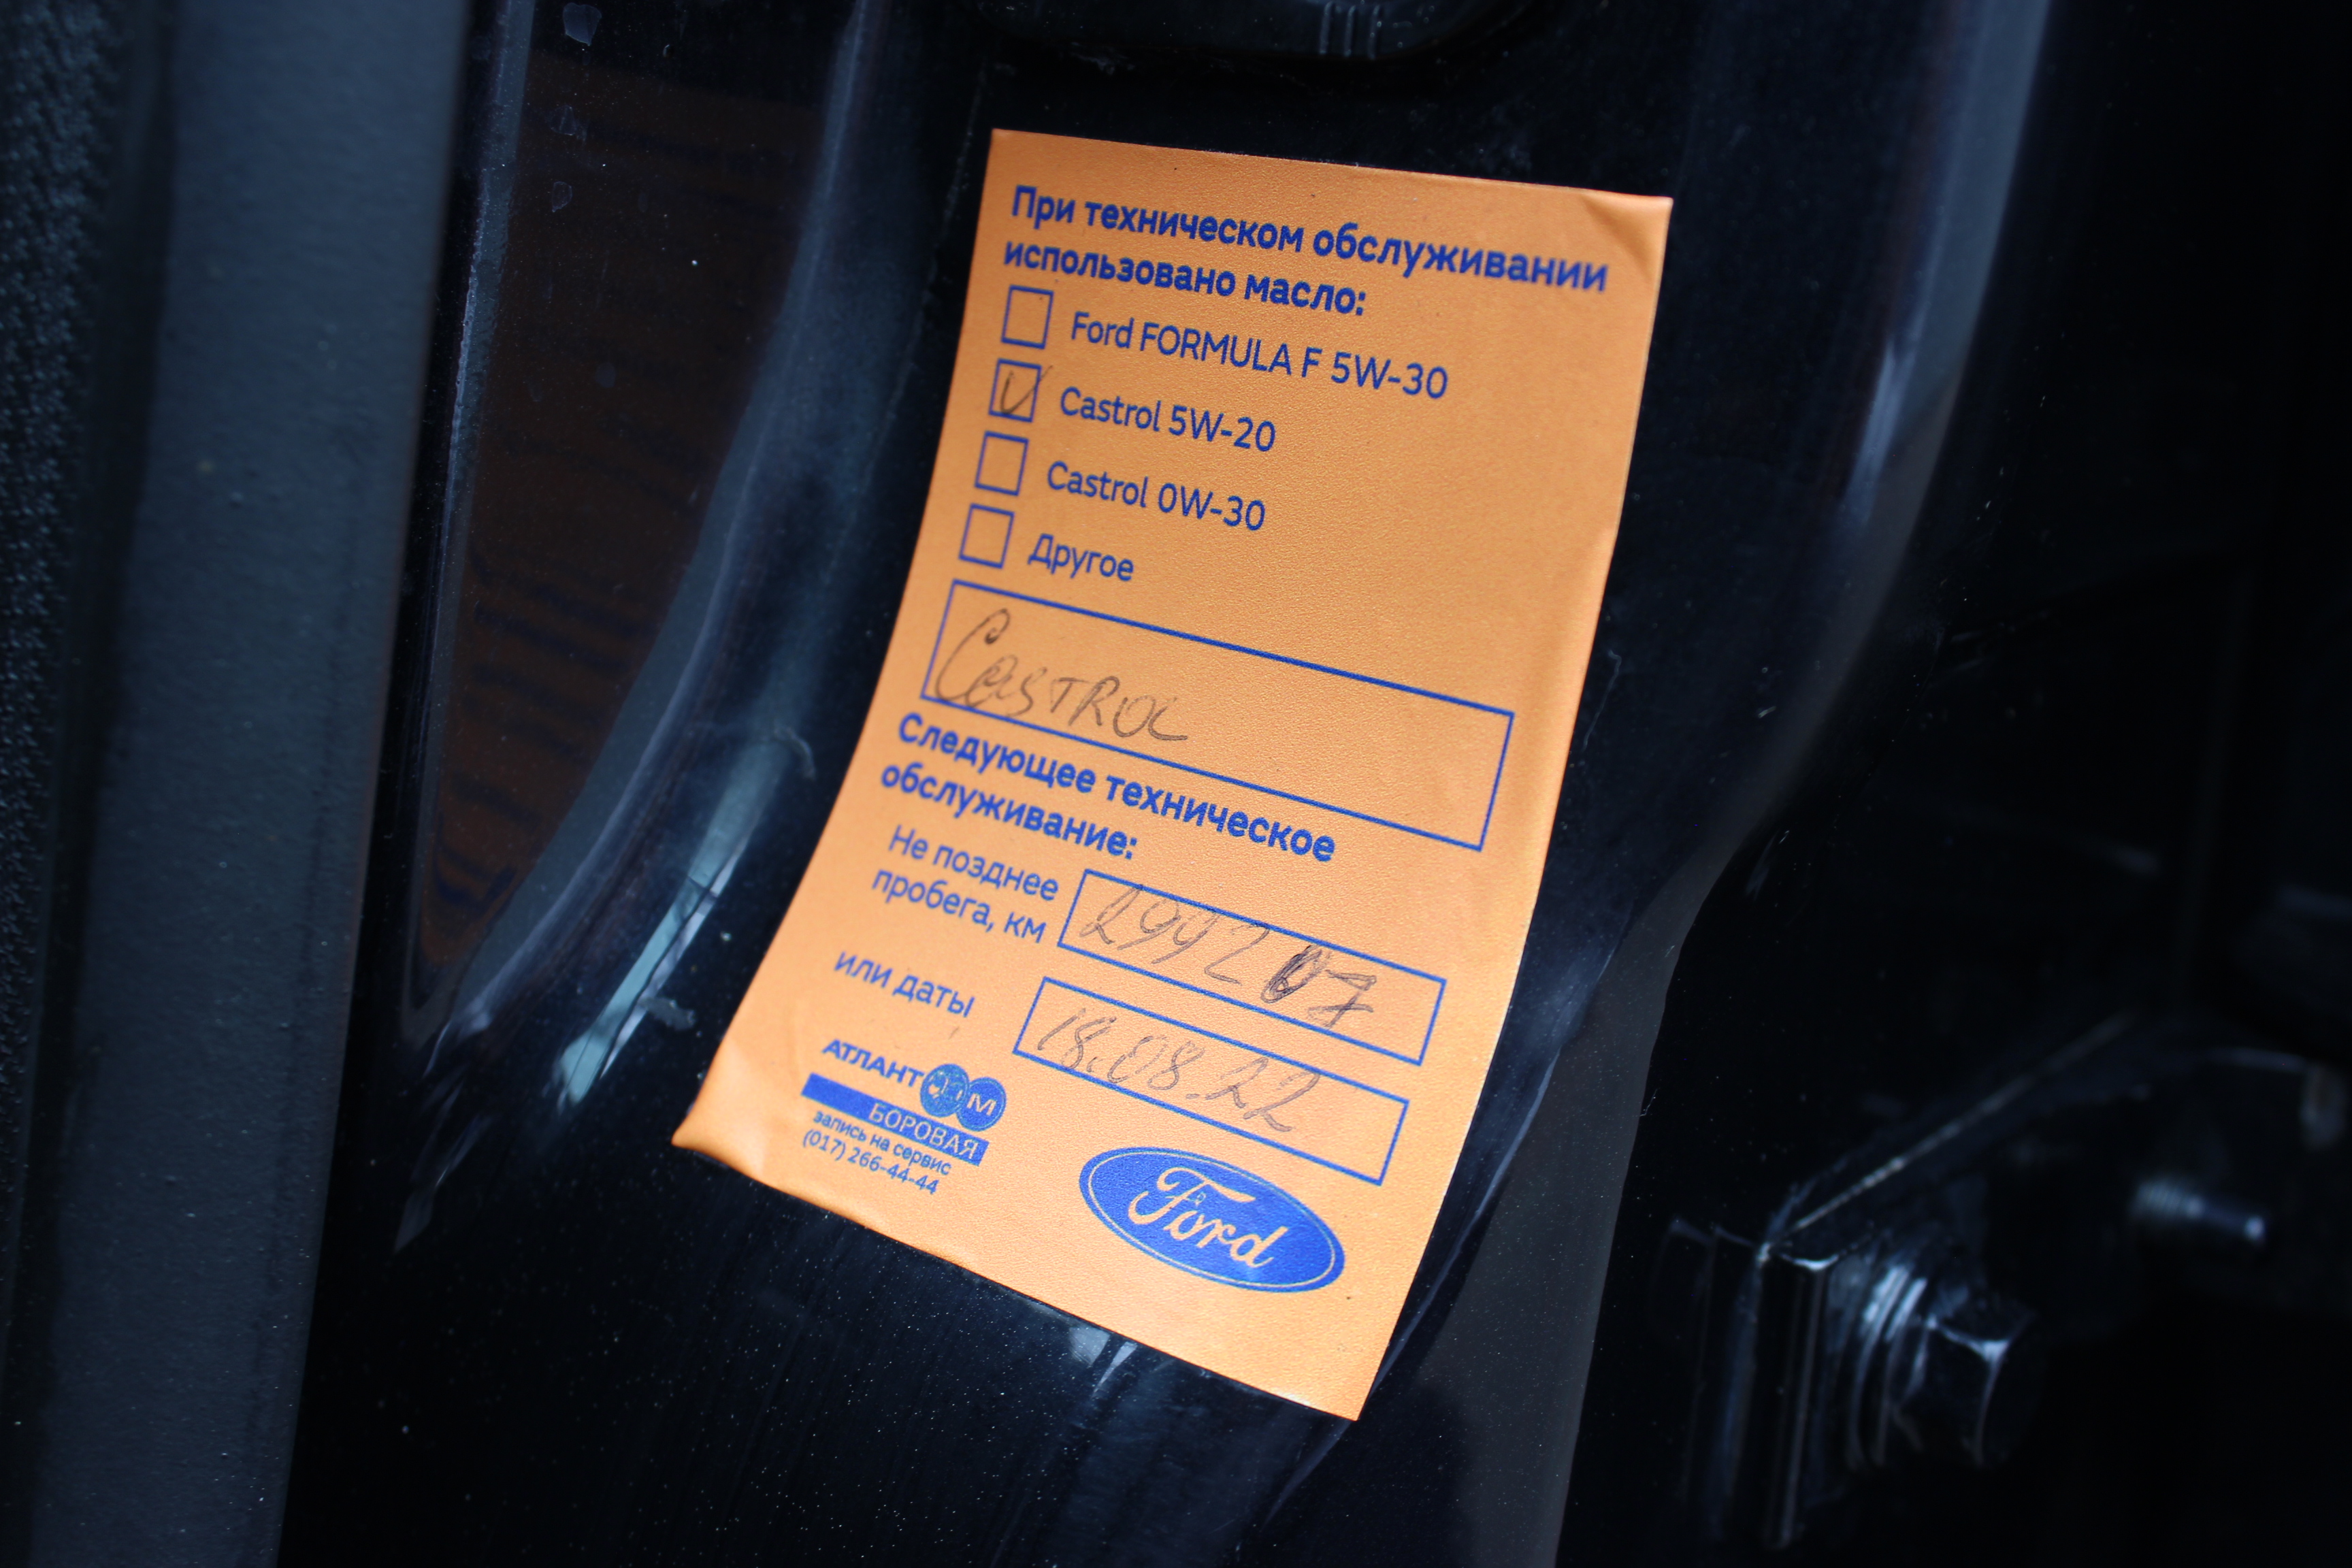 При техническом обслуживании
использовано масло:
Ford FORMULA F 5W-30
Castrol 5W-20
Castrol 0W-30
Другое
CASTROL
Следующее техническое
обслуживание:
Не позднее
пробега, км
или даты
18.08.22
АТЛАНТ М
БОРОВАЯ
запись на сервис
(017) 266-44-44
Ford